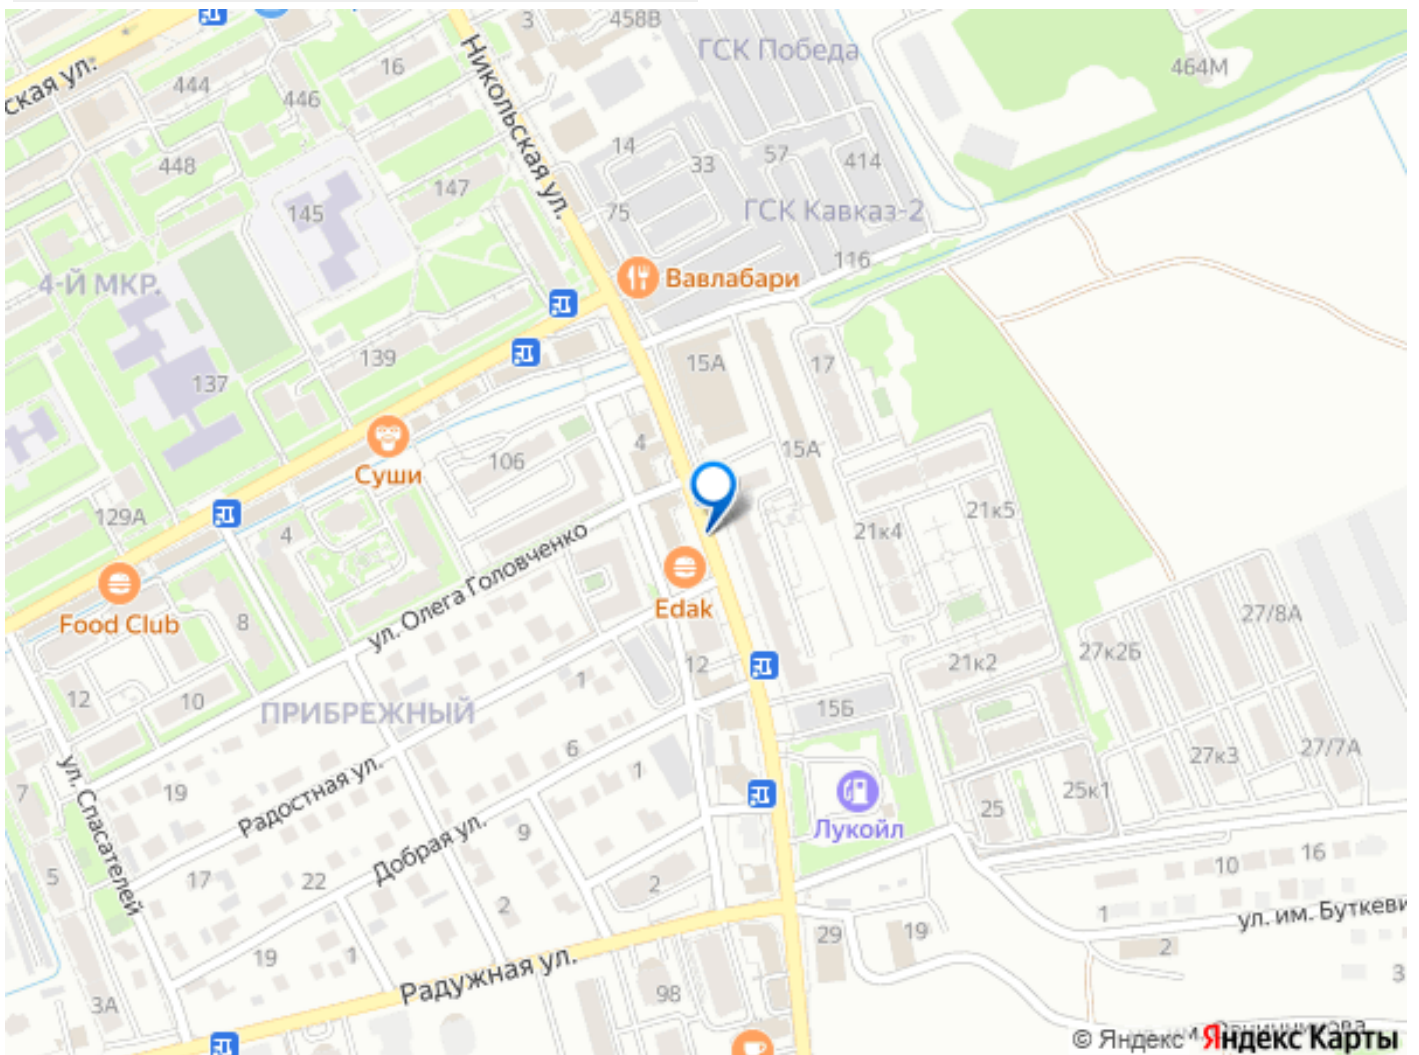 458В
3
ГСК Победа
464М
ская ул.
444
16
446
Никольская ул.
448
14
33
57
414
147
145
75
ГСК Кавказ-2
116
4-Й МКР.
Вавлабари
139
137
15А
17
4
15А
106
Суши
129А
4
21к5
21к4
ул. Олега Головченко
Edak
Food Club
8
27/8А
27к2Б
21к2
12
1
12
10
ПРИБРЕЖНЫЙ
15Б
6
27к3
27/7А
1
7
19
Радостная ул.
ул. Спасателей
25
25к1
Лукойл
9
Добрая ул.
5
17
22
2
10
16
2
1
ул. им. Буткеви
29
19
2
19
1
Радужная ул.
3А
98
3
© Яндекс
Яндекс Карты